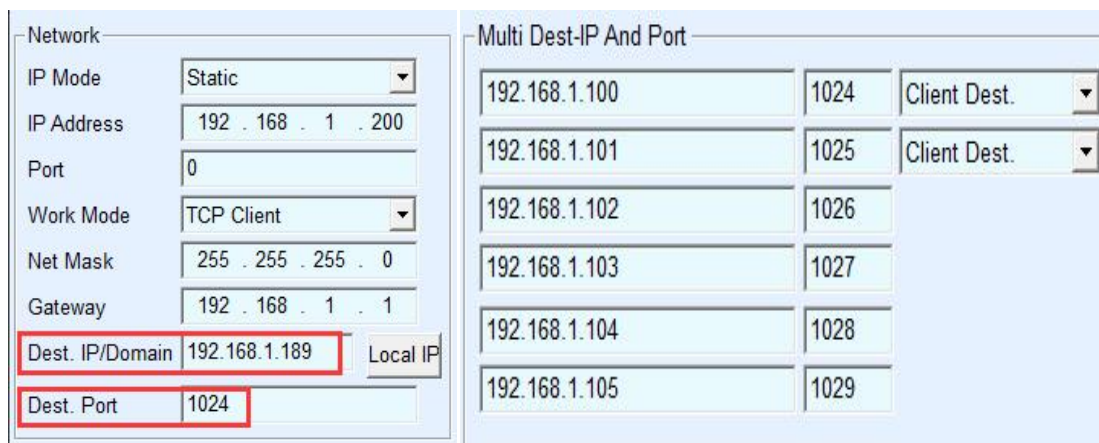 Network
IP Mode Static
IP Address 192 . 168 . 1 . 200
Port 0
Work Mode TCP Client
Net Mask 255 . 255 . 255 . 0
Gateway 192 . 168 . 1 . 1
Dest. IP/Domain 192.168.1.189 Local IP
Dest. Port 1024
Multi Dest-IP And Port
192.168.1.100 1024 Client Dest.
192.168.1.101 1025 Client Dest.
192.168.1.102 1026
192.168.1.103 1027
192.168.1.104 1028
192.168.1.105 1029